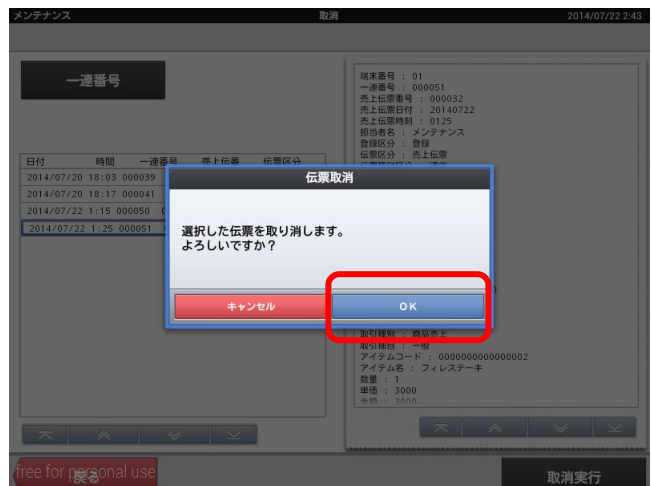 メンテナンス 取消 2014/07/22 2:43
一連番号
日付 時間 一連番号 売上伝番 伝票区分
2014/07/20 18:03 000039
2014/07/20 18:17 000041
2014/07/22 1:15 000050
2014/07/22 1:25 000051
端末番号 : 01
一連番号 : 000051
売上伝票番号 : 000032
売上伝票日付 : 20140722
売上伝票時刻 : 0125
担当者名 : メンテナンス
登録区分 : 登録
伝票区分 : 売上伝票
伝票取消
選択した伝票を取り消します。
よろしいですか？
キャンセル OK
取引種別 : 商品売上
取引種目 : 一般
アイテムコード : 0000000000000002
アイテム名 : フィレステーキ
数量 : 1
単価 : 3000
金額 : 3000
戻る
free for personal use
取消実行